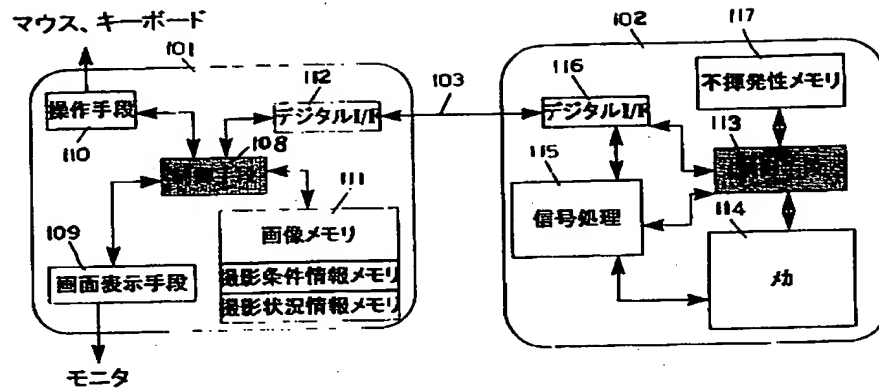 マウス、キーボード
101
操作手段
110
112
デジタルI/F
108
111
画像メモリ
撮影条件情報メモリ
撮影状況情報メモリ
109
画面表示手段
モニタ
103
102
116
デジタルI/F
117
不揮発性メモリ
113
115
信号処理
114
メカ